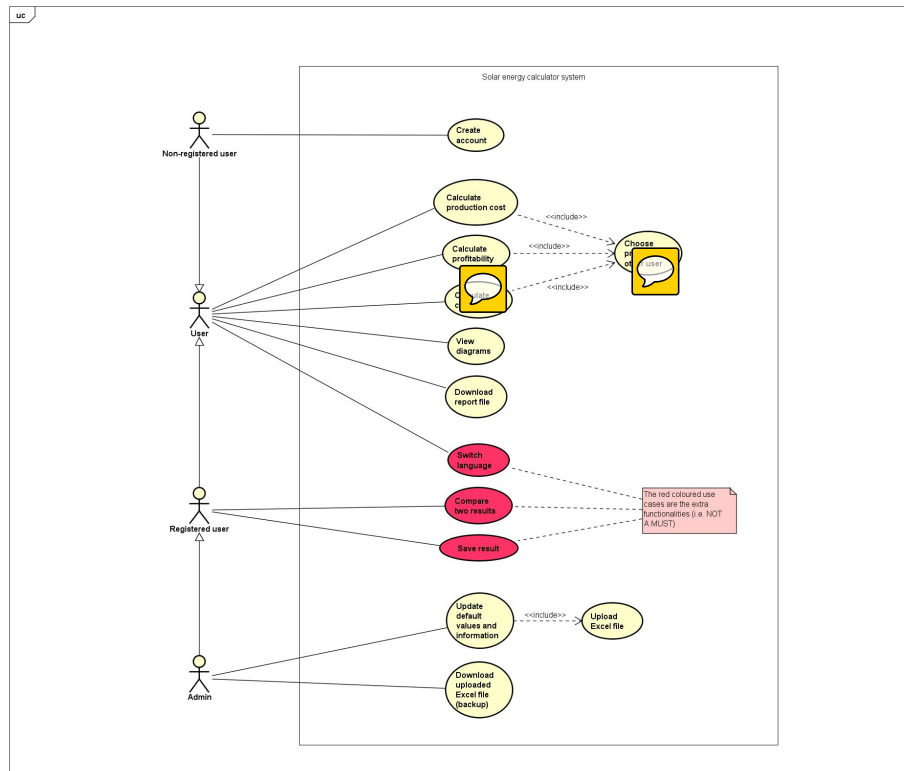 uc
Solar energy calculator system
Non-registered user
Create
account
Calculate
production cost
<<include>>
Calculate
profitability
<<include>>
Choose
user
<<include>>
User
View
diagrams
Download
report file
Switch
language
Compare
two results
Save result
The red coloured use
cases are the extra
functionalities (i.e. NOT
A MUST)
Registered user
Update
default
values and
information
<<include>>
Upload
Excel file
Admin
Download
uploaded
Excel file
(backup)